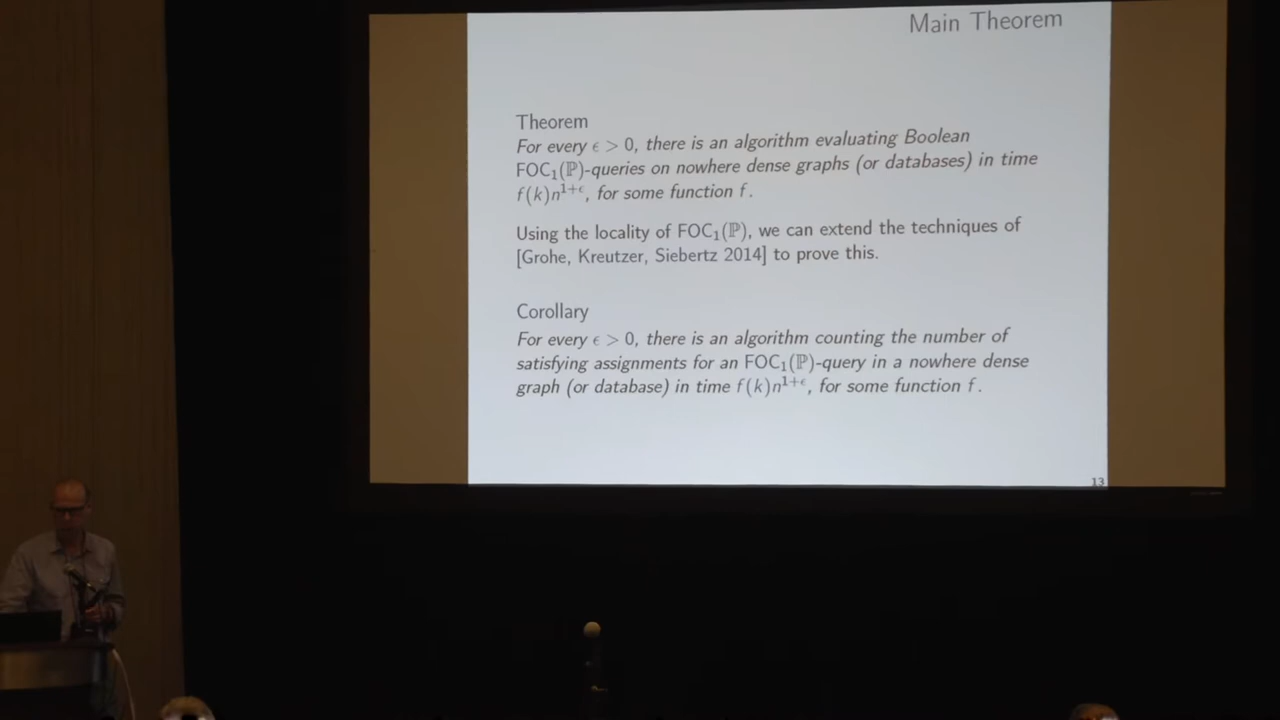 Main Theorem
Theorem
For every ϵ > 0, there is an algorithm evaluating Boolean
FOC₁(ℙ)-queries on nowhere dense graphs (or databases) in time
f(k)n¹⁺ᵋ, for some function f.
Using the locality of FOC₁(ℙ), we can extend the techniques of
[Grohe, Kreutzer, Siebertz 2014] to prove this.
Corollary
For every ϵ > 0, there is an algorithm counting the number of
satisfying assignments for an FOC₁(ℙ)-query in a nowhere dense
graph (or database) in time f(k)n¹⁺ᵋ, for some function f.
13